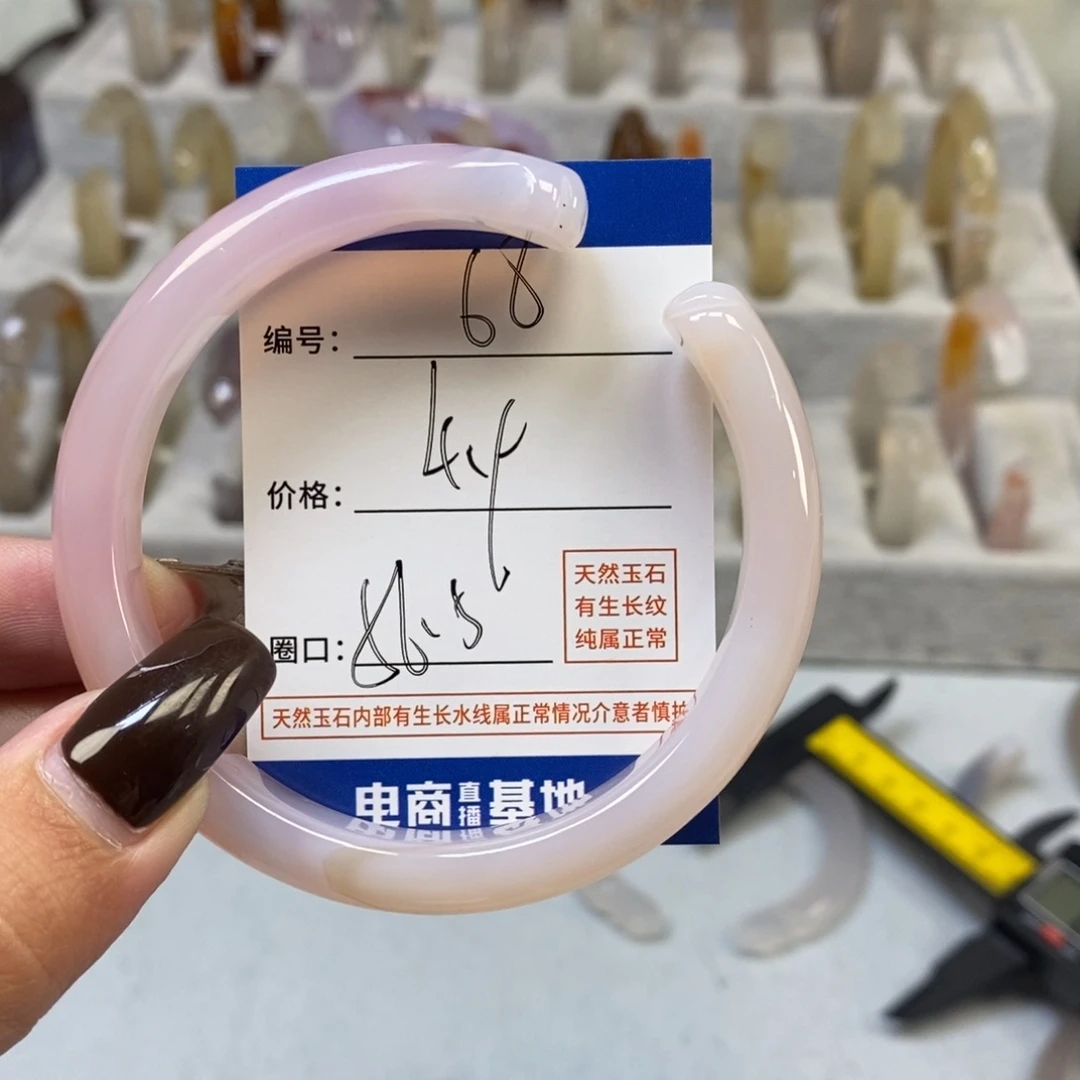 编号： 68
价格：
天然玉石
有生长纹
纯属正常
圈口：
天然玉石内部有生长水线属正常情况介意者慎拍
电商直播基地